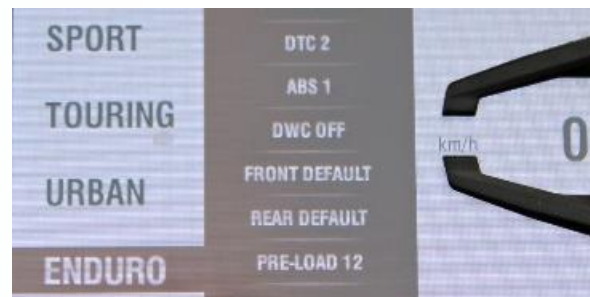 SPORT
TOURING
URBAN
ENDURO
DTC 2
ABS 1
DWC OFF
FRONT DEFAULT
REAR DEFAULT
PRE-LOAD 12
km/h
0